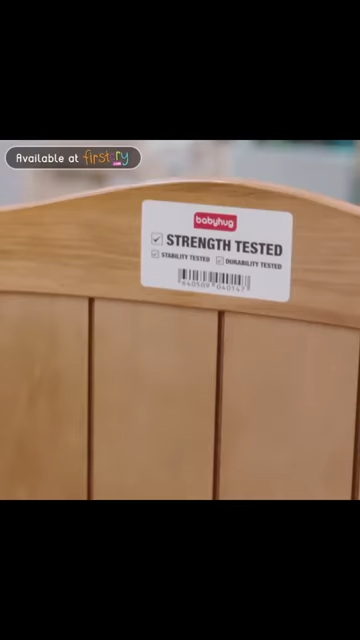 Available at firstcry
babyhug
STRENGTH TESTED
STABILITY TESTED DURABILITY TESTED